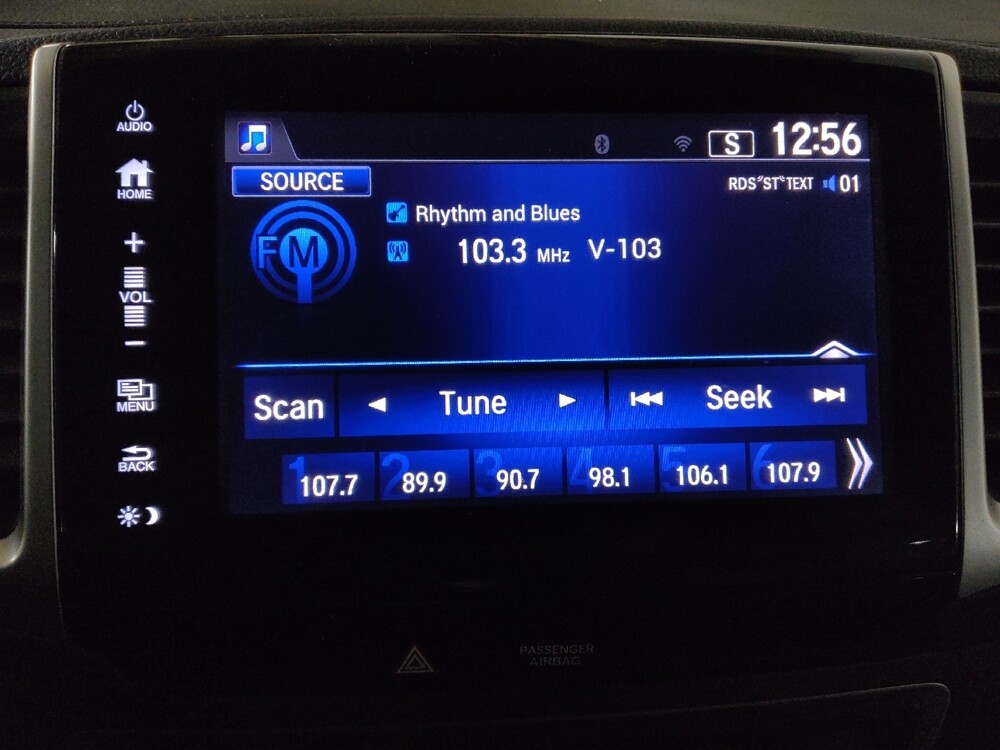 AUDIO
HOME
+
VOL
−
MENU
BACK
S 12:56
SOURCE
RDS ST TEXT 01
FM
Rhythm and Blues
103.3 MHz V-103
Scan Tune Seek
1 107.7 2 89.9 3 90.7 4 98.1 5 106.1 6 107.9
PASSENGER
AIRBAG